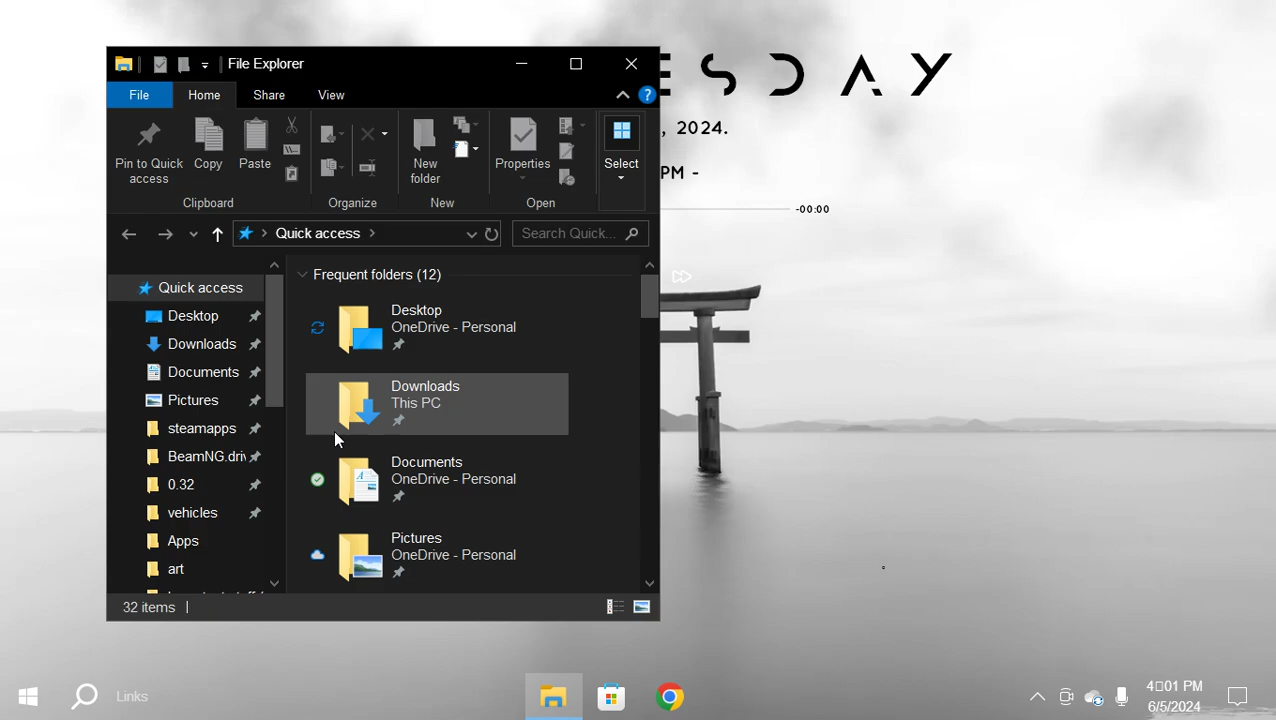 File Explorer
File Home Share View
?
Pin to Quick access
Copy
Paste
New folder
Properties
Select
Clipboard Organize New Open
Quick access
Search Quick...
Quick access
Desktop
Downloads
Documents
Pictures
steamapps
BeamNG.driv
0.32
vehicles
Apps
art
Frequent folders (12)
Desktop
OneDrive - Personal
Downloads
This PC
Documents
OneDrive - Personal
Pictures
OneDrive - Personal
32 items
ESDAY
, 2024.
PM -
-00:00
Links
4▯01 PM
6/5/2024